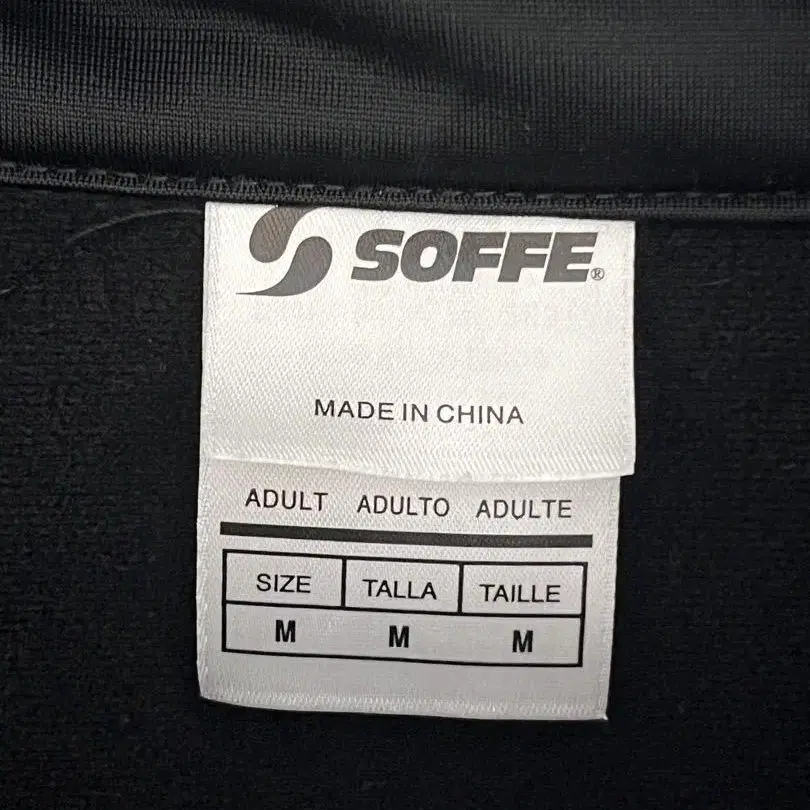 SOFFE®
MADE IN CHINA
ADULT ADULTO ADULTE
SIZE TALLA TAILLE
M M M